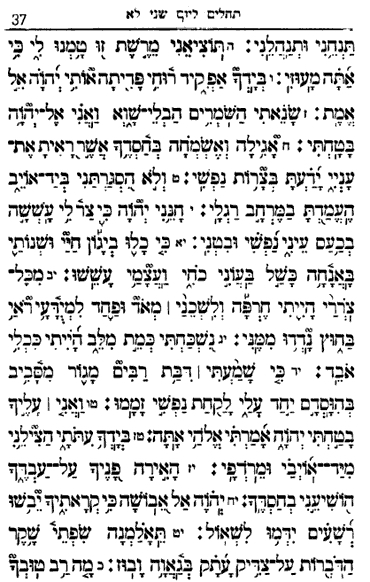 37 תהלים ליום שני לא
תַּנְחֵנִי וּתְנַהֲלֵנִי: ה תּוֹצִיאֵנִי מֵרֶשֶׁת זוּ טָמְנוּ לִי כִּי
אַתָּה מָעוּזִּי: ו בְּיָדְךָ אַפְקִיד רוּחִי פָּדִיתָה אוֹתִי יְהוָה אֵל
אֱמֶת: ז שָׂנֵאתִי הַשֹּׁמְרִים הַבְלֵי־שָׁוְא וַאֲנִי אֶל־יְהוָה
בָּטָחְתִּי: ח אָגִילָה וְאֶשְׂמְחָה בְּחַסְדֶּךָ אֲשֶׁר רָאִיתָ אֶת־
עָנְיִי יָדַעְתָּ בְּצָרוֹת נַפְשִׁי: ט וְלֹא הִסְגַּרְתַּנִי בְּיַד־אוֹיֵב
הֶעֱמַדְתָּ בַמֶּרְחָב רַגְלָי: י חָנֵּנִי יְהוָה כִּי צַר־לִי עָשְׁשָׁה
בְכַעַס עֵינִי נַפְשִׁי וּבִטְנִי: יא כִּי כָלוּ בְיָגוֹן חַיַּי וּשְׁנוֹתַי
בַּאֲנָחָה כָּשַׁל בַּעֲוֹנִי כֹחִי וַעֲצָמַי עָשֵׁשׁוּ: יב מִכָּל־
צֹרְרַי הָיִיתִי חֶרְפָּה וְלִשְׁכֵנַי | מְאֹד וּפַחַד לִמְיֻדָּעָי רֹאַי
בַּחוּץ נָדְדוּ מִמֶּנִּי: יג נִשְׁכַּחְתִּי כְּמֵת מִלֵּב הָיִיתִי כִּכְלִי
אֹבֵד: יד כִּי שָׁמַעְתִּי | דִּבַּת רַבִּים מָגוֹר מִסָּבִיב
בְּהִוָּסְדָם יַחַד עָלַי לָקַחַת נַפְשִׁי זָמָמוּ: טו וַאֲנִי | עָלֶיךָ
בָטַחְתִּי יְהוָה אָמַרְתִּי אֱלֹהַי אָתָּה: טז בְּיָדְךָ עִתֹּתָי הַצִּילֵנִי
מִיַּד־אוֹיְבַי וּמֵרֹדְפָי: יז הָאִירָה פָנֶיךָ עַל־עַבְדֶּךָ
הוֹשִׁיעֵנִי בְחַסְדֶּךָ: יח יְהוָה אַל־אֵבוֹשָׁה כִּי קְרָאתִיךָ יֵבֹשׁוּ
רְשָׁעִים יִדְּמוּ לִשְׁאוֹל: יט תֵּאָלַמְנָה שִׂפְתֵי שָׁקֶר
הַדֹּבְרוֹת עַל־צַדִּיק עָתָק בְּגַאֲוָה וָבוּז: כ מָה רַב־טוּבְךָ